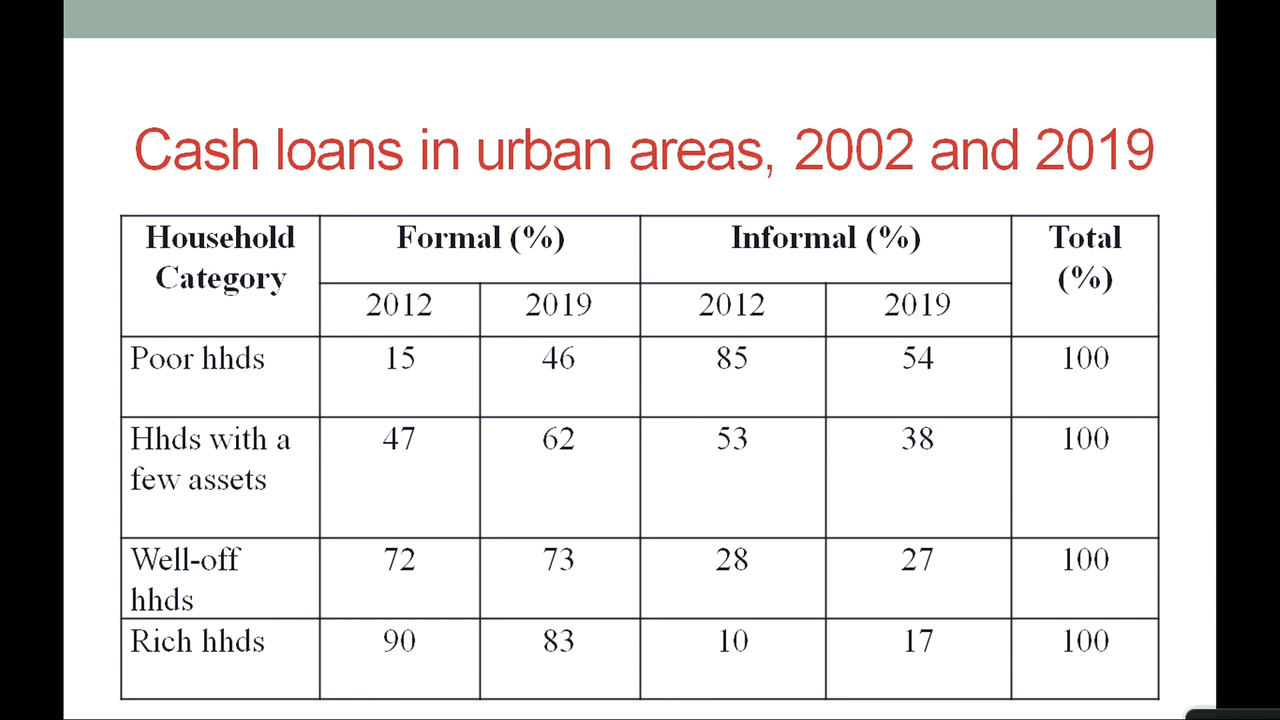 Cash loans in urban areas, 2002 and 2019
Household Category Formal (%) Informal (%) Total (%)
2012 2019 2012 2019
Poor hhds 15 46 85 54 100
Hhds with a few assets 47 62 53 38 100
Well-off hhds 72 73 28 27 100
Rich hhds 90 83 10 17 100